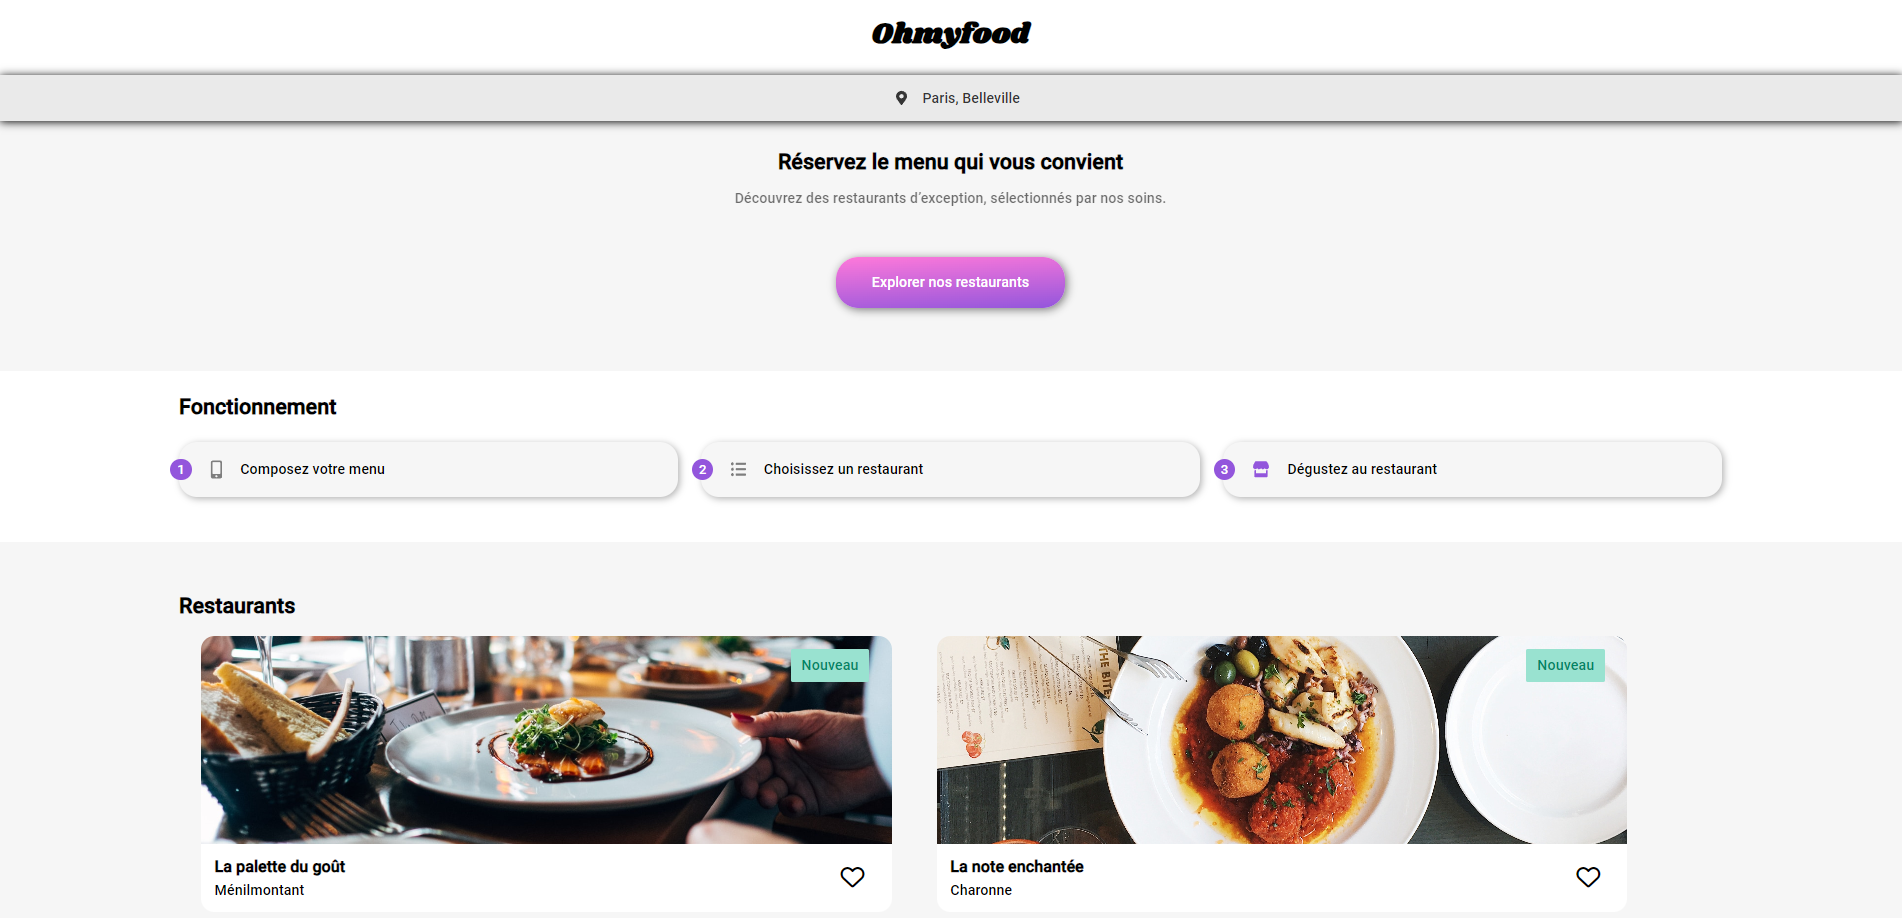 Ohmyfood
Paris, Belleville
Réservez le menu qui vous convient
Découvrez des restaurants d'exception, sélectionnés par nos soins.
Explorer nos restaurants
Fonctionnement
1 Composez votre menu
2 Choisissez un restaurant
3 Dégustez au restaurant
Restaurants
Nouveau
THE BITE
Nouveau
La palette du goût
Ménilmontant
La note enchantée
Charonne